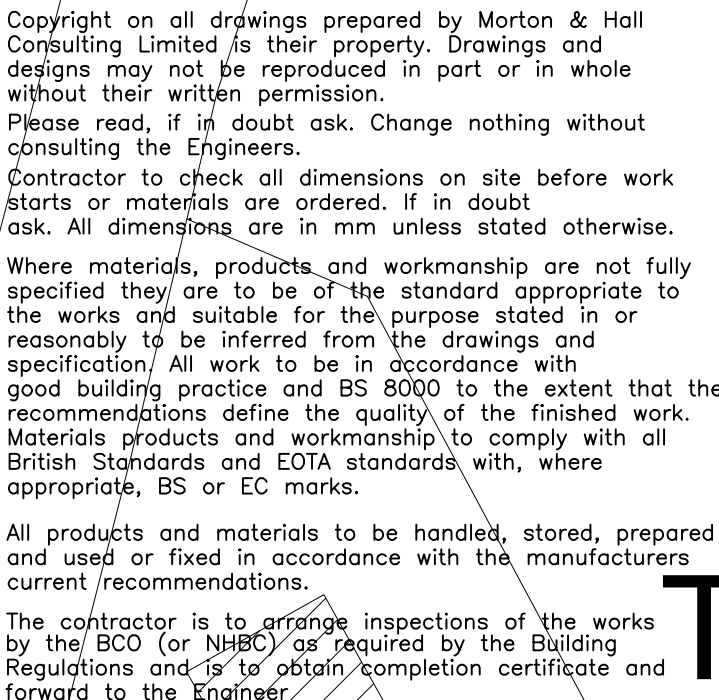 Copyright on all drawings prepared by Morton & Hall
Consulting Limited is their property. Drawings and
designs may not be reproduced in part or in whole
without their written permission.
Please read, if in doubt ask. Change nothing without
consulting the Engineers.
Contractor to check all dimensions on site before work
starts or materials are ordered. If in doubt
ask. All dimensions are in mm unless stated otherwise.
Where materials, products and workmanship are not fully
specified they are to be of the standard appropriate to
the works and suitable for the purpose stated in or
reasonably to be inferred from the drawings and
specification. All work to be in accordance with
good building practice and BS 8000 to the extent that the
recommendations define the quality of the finished work.
Materials products and workmanship to comply with all
British Standards and EOTA standards with, where
appropriate, BS or EC marks.
All products and materials to be handled, stored, prepared
and used or fixed in accordance with the manufacturers
current recommendations.
The contractor is to arrange inspections of the works
by the BCO (or NHBC) as required by the Building
Regulations and is to obtain completion certificate and
forward to the Engineer
T